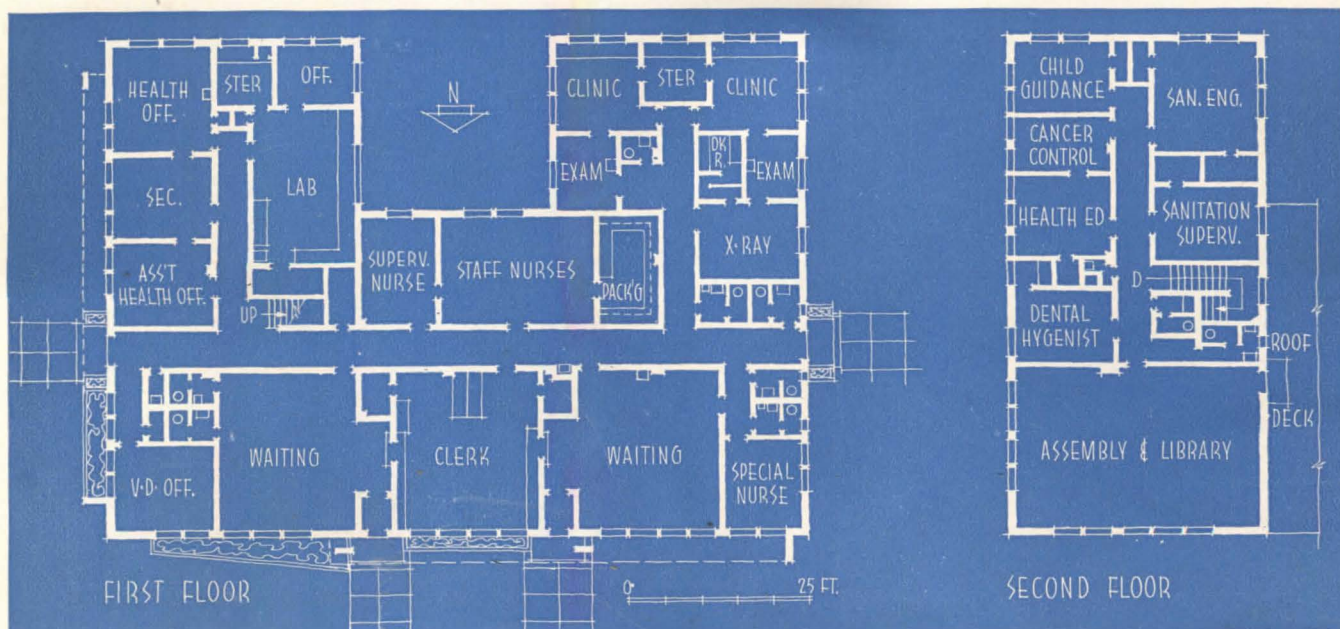 HEALTH
OFF.
STER
OFF.
SEC.
LAB
ASS'T
HEALTH OFF.
UP
N
CLINIC
STER
CLINIC
EXAM
DK
R.
EXAM
X-RAY
SUPERV.
NURSE
STAFF NURSES
PACK'G
WAITING
CLERK
WAITING
V·D· OFF.
SPECIAL
NURSE
FIRST FLOOR
0
25 FT.
CHILD
GUIDANCE
SAN. ENG.
CANCER
CONTROL
HEALTH ED
SANITATION
SUPERV.
D
DENTAL
HYGENIST
ROOF
DECK
ASSEMBLY & LIBRARY
SECOND FLOOR